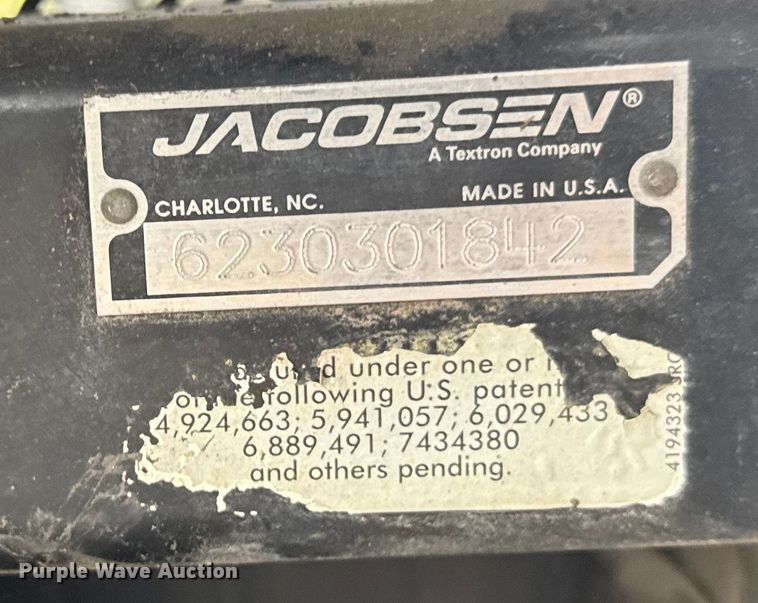 JACOBSEN®
A Textron Company
CHARLOTTE, NC. MADE IN U.S.A.
6230301842
under one or
following U.S. patent
4,924,663; 5,941,057; 6,029,433
6,889,491; 7434380
and others pending.
4194323 JRC
Purple Wave Auction